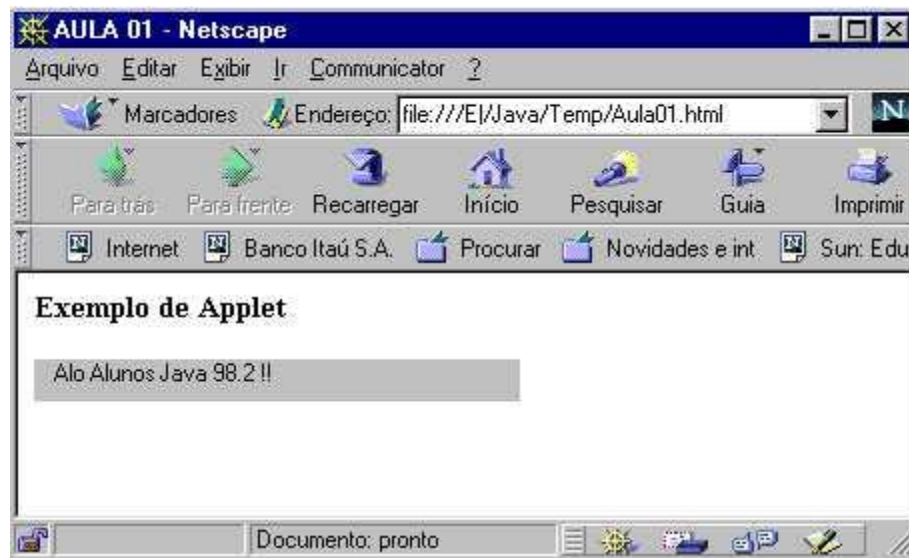 AULA 01 - Netscape
Arquivo Editar Exibir Ir Communicator ?
Marcadores Endereço: file:///E|/Java/Temp/Aula01.html N
Para trás Para frente Recarregar Início Pesquisar Guia Imprimir
Internet Banco Itaú S.A. Procurar Novidades e int Sun: Edu
Exemplo de Applet
Alo Alunos Java 98.2 !!
Documento: pronto